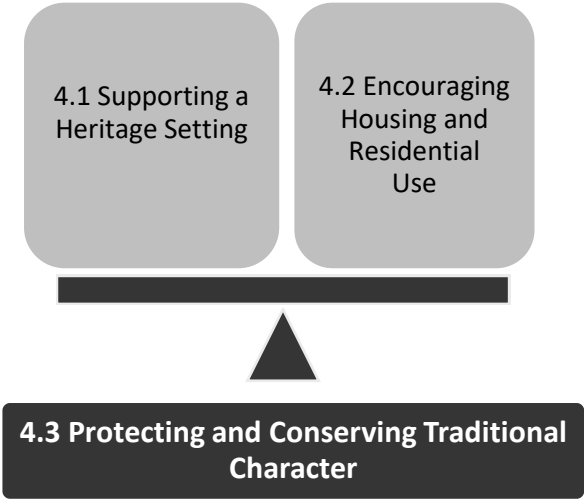 4.1 Supporting a
Heritage Setting
4.2 Encouraging
Housing and
Residential
Use
4.3 Protecting and Conserving Traditional
Character